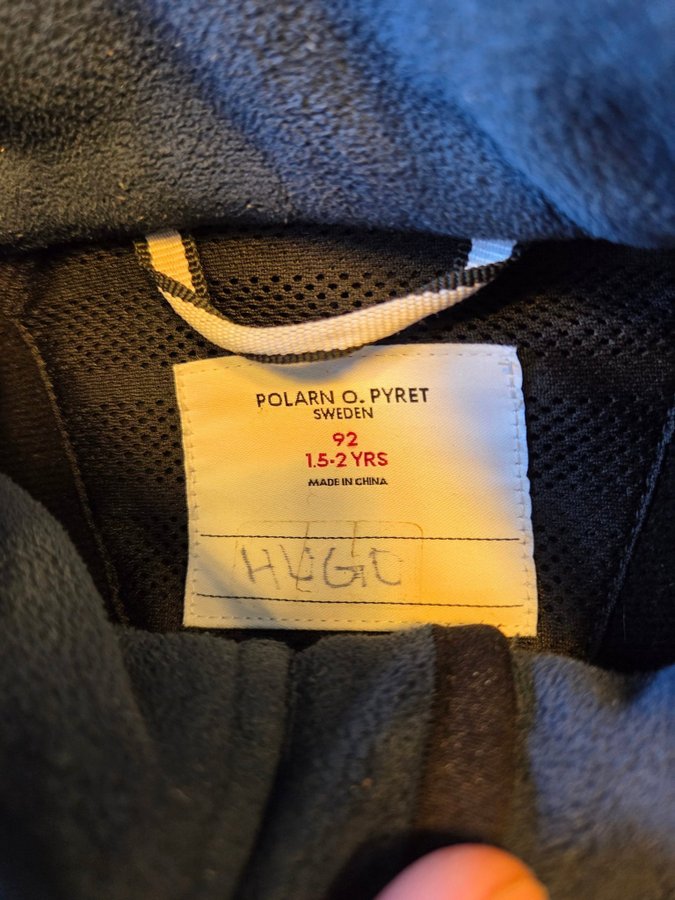 POLARN O. PYRET
SWEDEN
92
1.5-2 YRS
MADE IN CHINA
HUGO